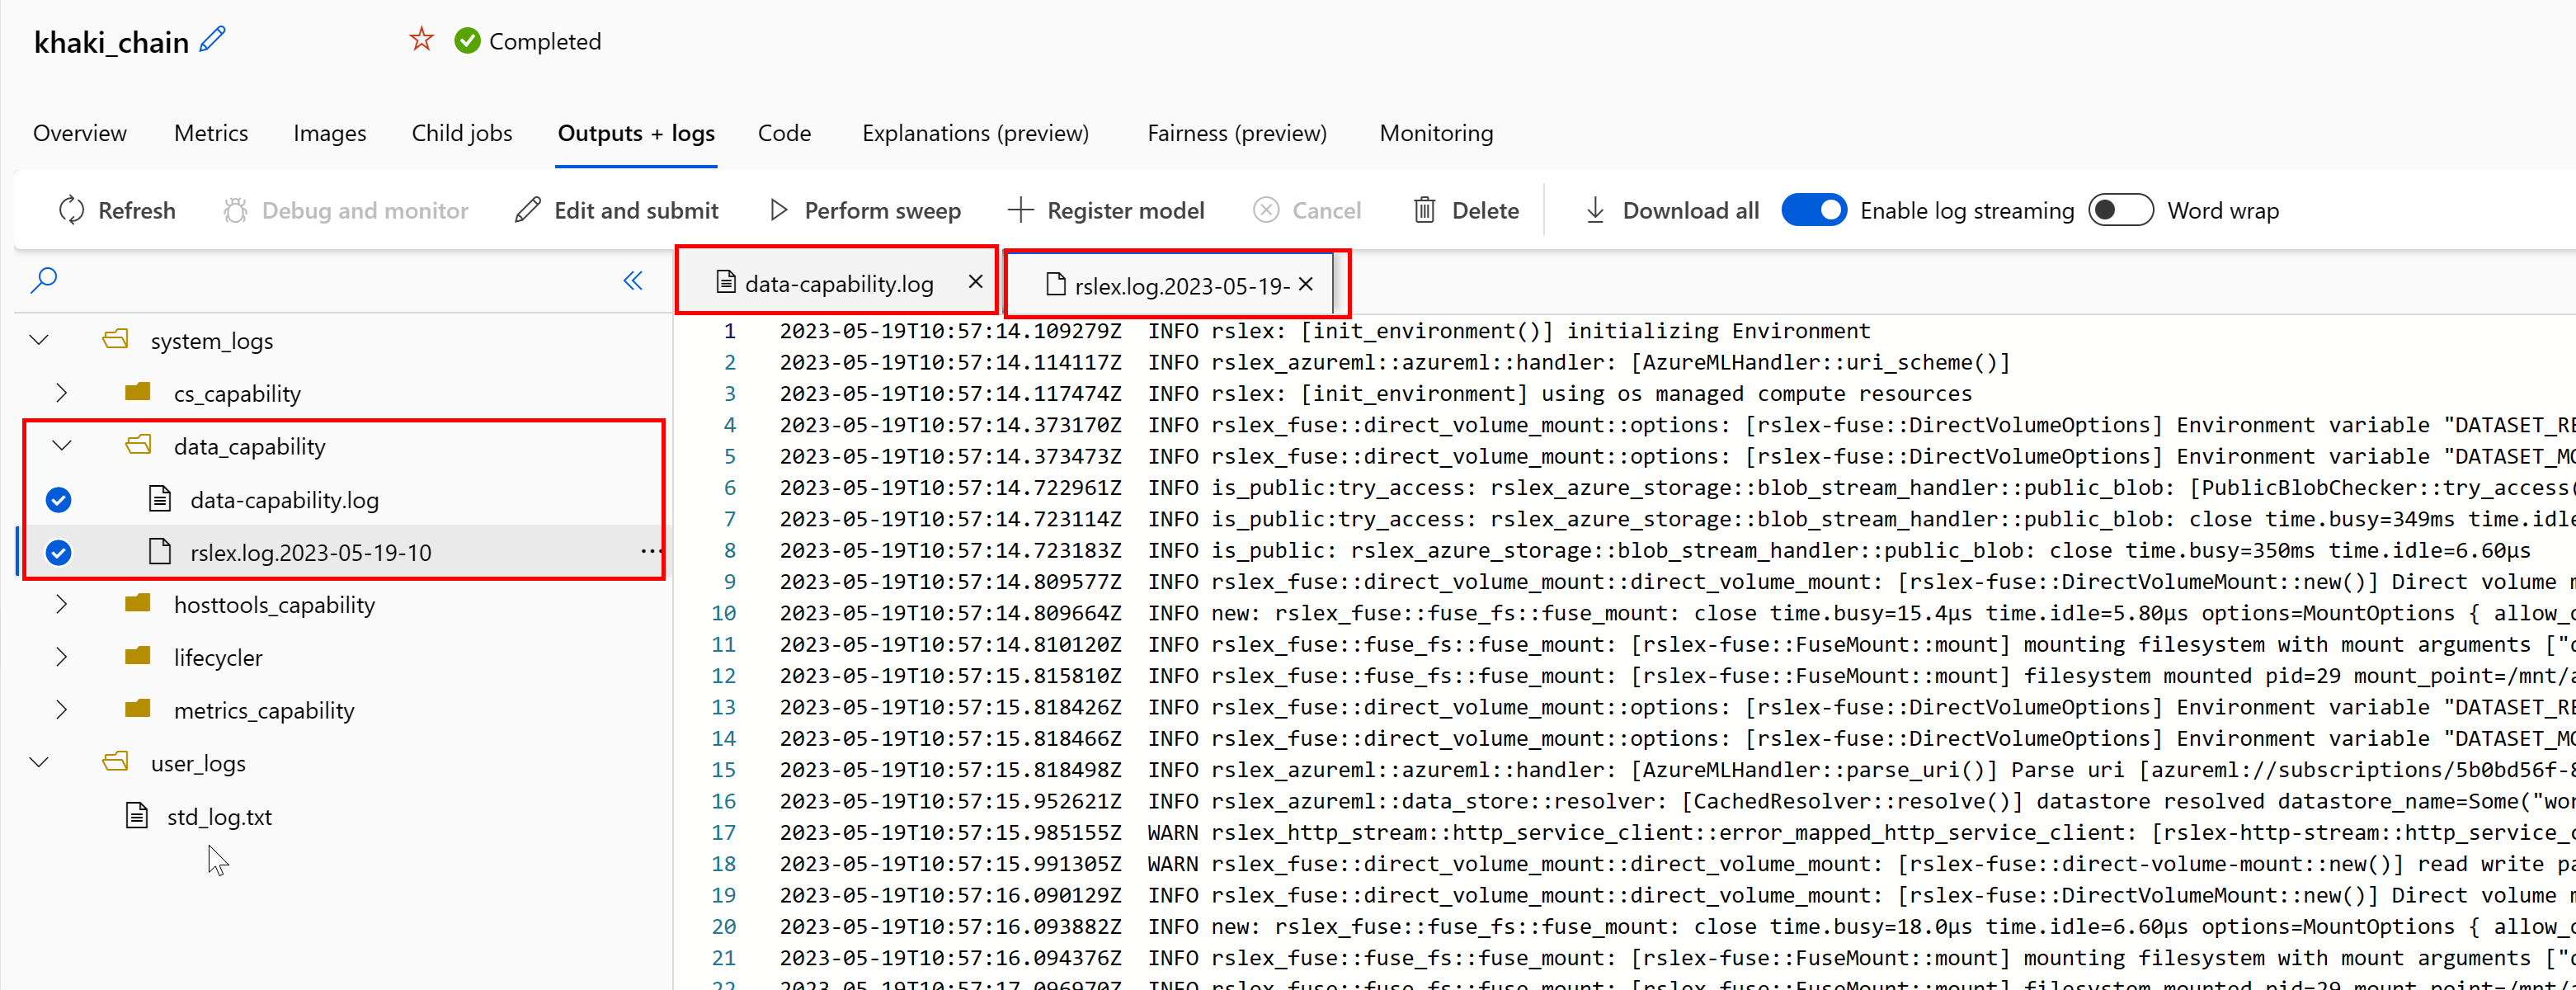 khaki_chain
Completed
Overview Metrics Images Child jobs Outputs + logs Code Explanations (preview) Fairness (preview) Monitoring
Refresh Debug and monitor Edit and submit Perform sweep Register model Cancel Delete Download all Enable log streaming Word wrap
data-capability.log rslex.log.2023-05-19-
system_logs
cs_capability
data_capability
data-capability.log
rslex.log.2023-05-19-10
hosttools_capability
lifecycler
metrics_capability
user_logs
std_log.txt
1 2023-05-19T10:57:14.109279Z INFO rslex: [init_environment()] initializing Environment
2 2023-05-19T10:57:14.114117Z INFO rslex_azureml::azureml::handler: [AzureMLHandler::uri_scheme()]
3 2023-05-19T10:57:14.117474Z INFO rslex: [init_environment] using os managed compute resources
4 2023-05-19T10:57:14.373170Z INFO rslex_fuse::direct_volume_mount::options: [rslex-fuse::DirectVolumeOptions] Environment variable "DATASET_RE
5 2023-05-19T10:57:14.373473Z INFO rslex_fuse::direct_volume_mount::options: [rslex-fuse::DirectVolumeOptions] Environment variable "DATASET_MO
6 2023-05-19T10:57:14.722961Z INFO is_public:try_access: rslex_azure_storage::blob_stream_handler::public_blob: [PublicBlobChecker::try_access(
7 2023-05-19T10:57:14.723114Z INFO is_public:try_access: rslex_azure_storage::blob_stream_handler::public_blob: close time.busy=349ms time.idle
8 2023-05-19T10:57:14.723183Z INFO is_public: rslex_azure_storage::blob_stream_handler::public_blob: close time.busy=350ms time.idle=6.60µs
9 2023-05-19T10:57:14.809577Z INFO rslex_fuse::direct_volume_mount::direct_volume_mount: [rslex-fuse::DirectVolumeMount::new()] Direct volume m
10 2023-05-19T10:57:14.809664Z INFO new: rslex_fuse::fuse_fs::fuse_mount: close time.busy=15.4µs time.idle=5.80µs options=MountOptions { allow_o
11 2023-05-19T10:57:14.810120Z INFO rslex_fuse::fuse_fs::fuse_mount: [rslex-fuse::FuseMount::mount] mounting filesystem with mount arguments ["o
12 2023-05-19T10:57:15.815810Z INFO rslex_fuse::fuse_fs::fuse_mount: [rslex-fuse::FuseMount::mount] filesystem mounted pid=29 mount_point=/mnt/a
13 2023-05-19T10:57:15.818426Z INFO rslex_fuse::direct_volume_mount::options: [rslex-fuse::DirectVolumeOptions] Environment variable "DATASET_RE
14 2023-05-19T10:57:15.818466Z INFO rslex_fuse::direct_volume_mount::options: [rslex-fuse::DirectVolumeOptions] Environment variable "DATASET_MO
15 2023-05-19T10:57:15.818498Z INFO rslex_azureml::azureml::handler: [AzureMLHandler::parse_uri()] Parse uri [azureml://subscriptions/5b0bd56f-8
16 2023-05-19T10:57:15.952621Z INFO rslex_azureml::data_store::resolver: [CachedResolver::resolve()] datastore resolved datastore_name=Some("wor
17 2023-05-19T10:57:15.985155Z WARN rslex_http_stream::http_service_client::error_mapped_http_service_client: [rslex-http-stream::http_service_c
18 2023-05-19T10:57:15.991305Z WARN rslex_fuse::direct_volume_mount::direct_volume_mount: [rslex-fuse::direct-volume-mount::new()] read write pa
19 2023-05-19T10:57:16.090129Z INFO rslex_fuse::direct_volume_mount::direct_volume_mount: [rslex-fuse::DirectVolumeMount::new()] Direct volume m
20 2023-05-19T10:57:16.093882Z INFO new: rslex_fuse::fuse_fs::fuse_mount: close time.busy=18.0µs time.idle=6.60µs options=MountOptions { allow_o
21 2023-05-19T10:57:16.094376Z INFO rslex_fuse::fuse_fs::fuse_mount: [rslex-fuse::FuseMount::mount] mounting filesystem with mount arguments ["o
22 2023-05-19T10:57:17.096970Z INFO rslex_fuse::fuse_fs::fuse_mount: [rslex-fuse::FuseMount::mount] filesystem mounted pid=29 mount_point=/mnt/a